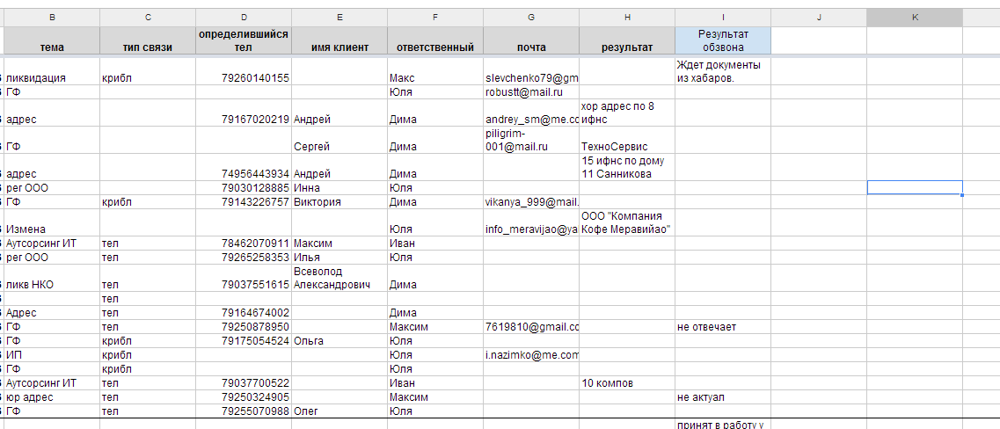 B C D E F G H I J K
тема тип связи определившийся тел имя клиент ответственный почта результат Результат обзвона
ликвидация крибл 79260140155 Макс slevchenko79@gm Ждет документы из хабаров.
ГФ Юля robustt@mail.ru
адрес 79167020219 Андрей Дима andrey_sm@me.cc хор адрес по 8 ифнс
ГФ Сергей Дима piligrim-001@mail.ru ТехноСервис
адрес 74956443934 Андрей Дима 15 ифнс по дому 11 Санникова
рег ООО 79030128885 Инна Юля
ГФ крибл 79143226757 Виктория Дима vikanya_999@mail.
Измена Юля info_meravijao@ya ООО "Компания Кофе Меравийао"
Аутсорсинг ИТ тел 78462070911 Максим Иван
рег ООО тел 79265258353 Илья Юля
ликв НКО тел 79037551615 Всеволод Александрович Дима
тел
Адрес тел 79164674002 Дима
ГФ тел 79250878950 Максим 7619810@gmail.cc не отвечает
ГФ крибл 79175054524 Ольга Юля
ИП крибл Юля i.nazimko@me.com
ГФ крибл Юля
Аутсорсинг ИТ тел 79037700522 Иван 10 компов
юр адрес тел 79250324905 Максим не актуал
ГФ тел 79255070988 Олег Юля
принят в работу у